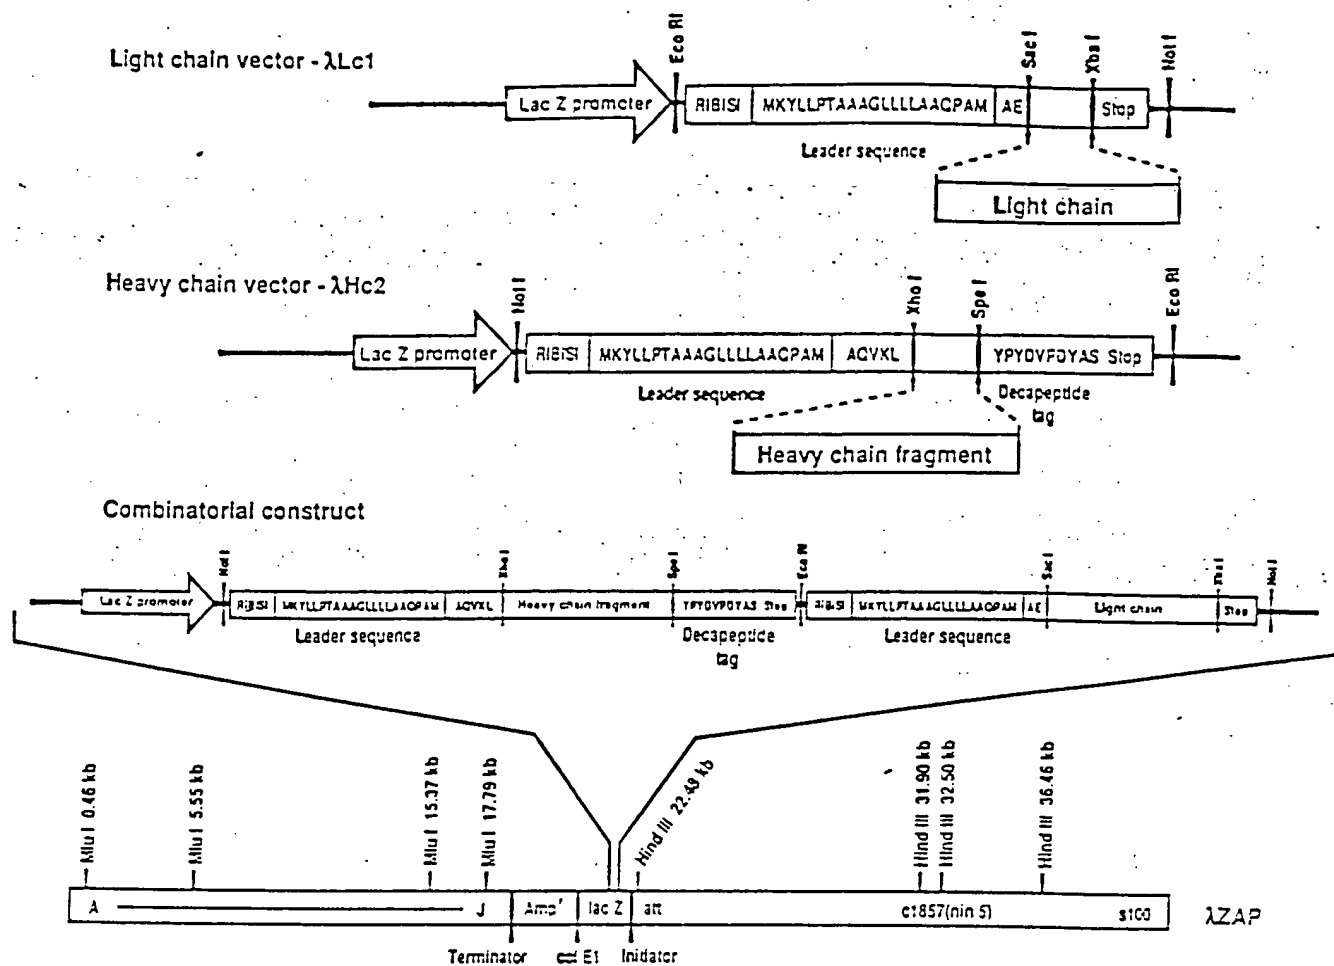 Light chain vector - λLc1
Eco RI
Sac I
Xba I
Not I
Lac Z promoter
RIBISI
MKYLLPTAAAGLLLLAAGPAM
AE
Stop
Leader sequence
Light chain
Heavy chain vector - λHc2
Not I
Xho I
Spe I
Eco RI
Lac Z promoter
RIBISI
MKYLLPTAAAGLLLLAAGPAM
AQVKL
YPYDVPDYAS Stop
Leader sequence
Decapeptide
tag
Heavy chain fragment
Combinatorial construct
Not I
Xho I
Spe I
Eco RI
Sac I
Xba I
Not I
Lac Z promoter
RIBISI
MKYLLPTAAAGLLLLAAGPAM
AQVKL
Heavy chain fragment
YPYDVPDYAS Stop
RIBISI
MKYLLPTAAAGLLLLAAGPAM
AE
Light chain
Stop
Leader sequence
Decapeptide
tag
Leader sequence
Mlu I 0.46 kb
Mlu I 5.55 kb
Mlu I 15.37 kb
Mlu I 17.79 kb
Hind III 22.48 kb
Hind III 31.90 kb
Hind III 32.50 kb
Hind III 36.46 kb
A
J
Amp r
lac Z
att
c1857(nin 5)
s100
λZAP
Terminator
E1
Initiator